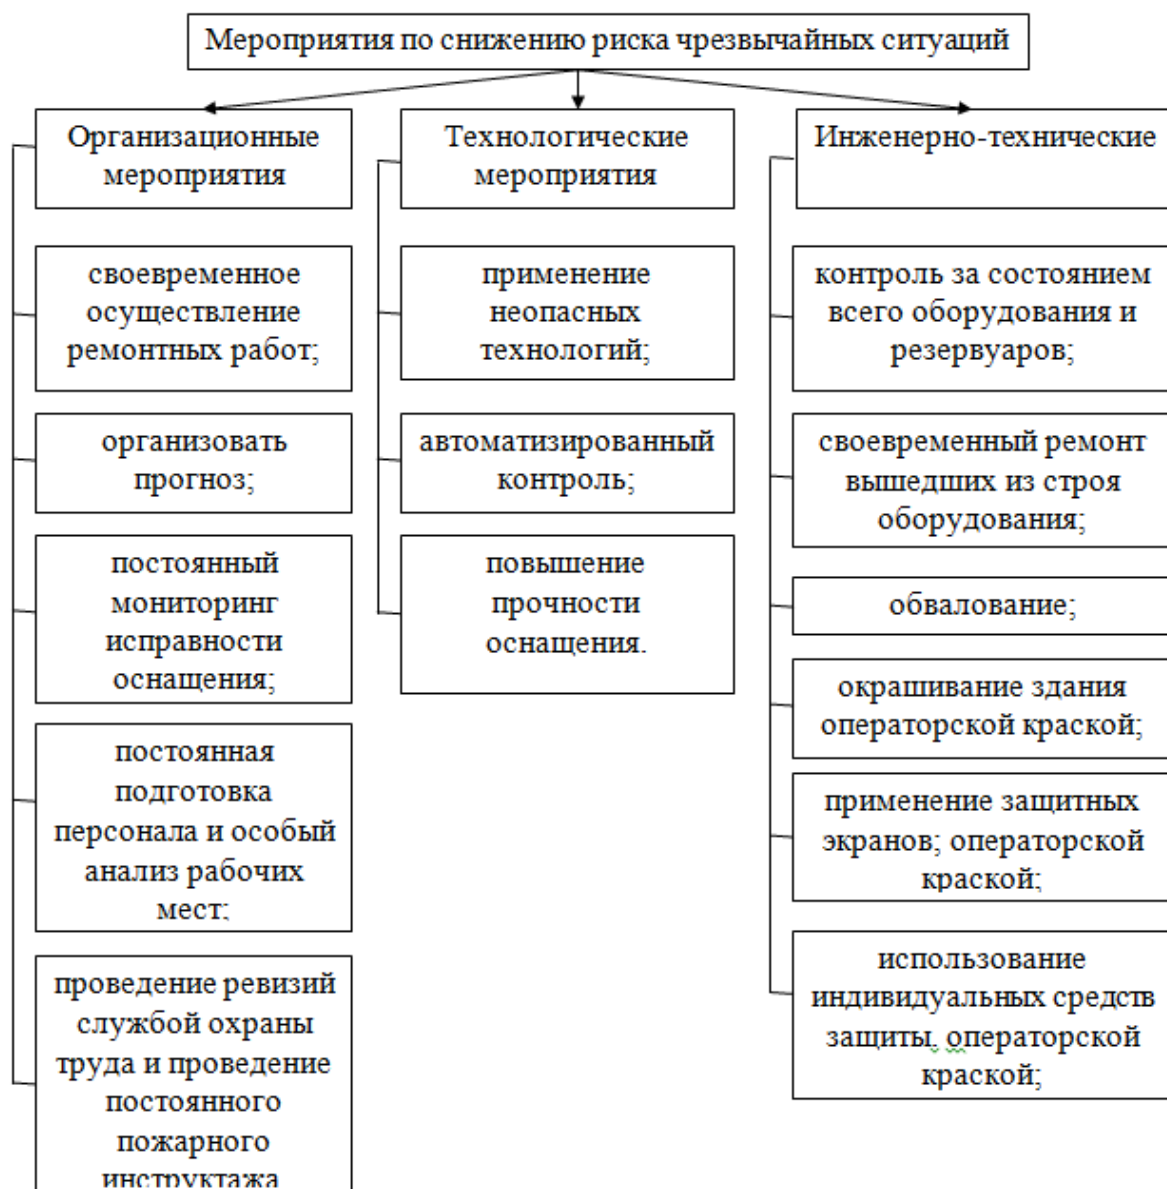 Мероприятия по снижению риска чрезвычайных ситуаций
Организационные
мероприятия
своевременное
осуществление
ремонтных работ;
организовать
прогноз;
постоянный
мониторинг
исправности
оснащения;
постоянная
подготовка
персонала и особый
анализ рабочих
мест;
проведение ревизий
службой охраны
труда и проведение
постоянного
пожарного
инструктажа
Технологические
мероприятия
применение
неопасных
технологий;
автоматизированный
контроль;
повышение
прочности
оснащения.
Инженерно-технические
контроль за состоянием
всего оборудования и
резервуаров;
своевременный ремонт
вышедших из строя
оборудования;
обвалование;
окрашивание здания
операторской краской;
применение защитных
экранов; операторской
краской;
использование
индивидуальных средств
защиты. операторской
краской;